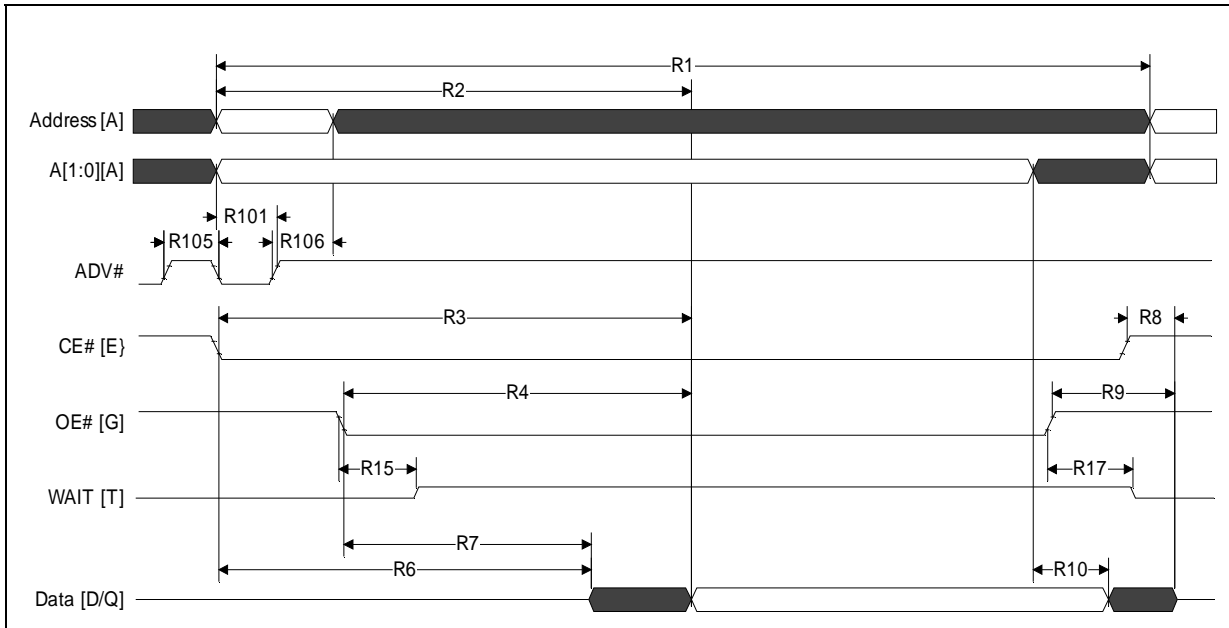 R1
R2
Address [A]
A[1:0][A]
R101
R105
R106
ADV#
R3
R8
CE# [E}
R4
R9
OE# [G]
R15
R17
WAIT [T]
R7
R6
R10
Data [D/Q]